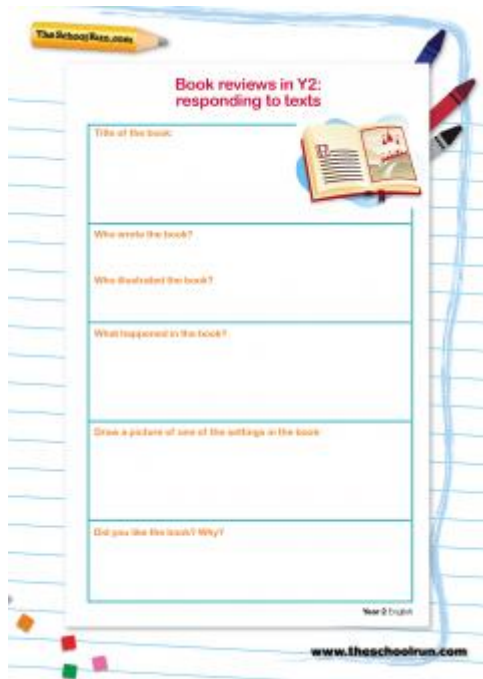 TheSchoolRun.com
Book reviews in Y2:
responding to texts
Title of the book:
Who wrote the book?
Who illustrated the book?
What happened in the book?
Draw a picture of one of the settings in the book
Did you like the book? Why?
Year 2 English
www.theschoolrun.com